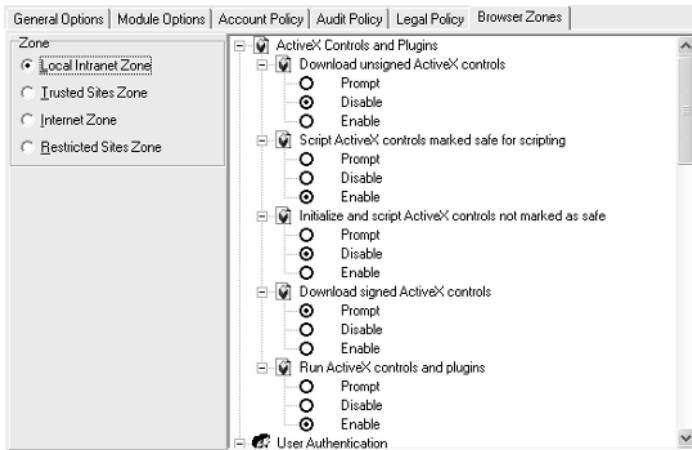 General Options Module Options Account Policy Audit Policy Legal Policy Browser Zones
Zone
Local Intranet Zone
Trusted Sites Zone
Internet Zone
Restricted Sites Zone
ActiveX Controls and Plugins
Download unsigned ActiveX controls
Prompt
Disable
Enable
Script ActiveX controls marked safe for scripting
Prompt
Disable
Enable
Initialize and script ActiveX controls not marked as safe
Prompt
Disable
Enable
Download signed ActiveX controls
Prompt
Disable
Enable
Run ActiveX controls and plugins
Prompt
Disable
Enable
User Authentication